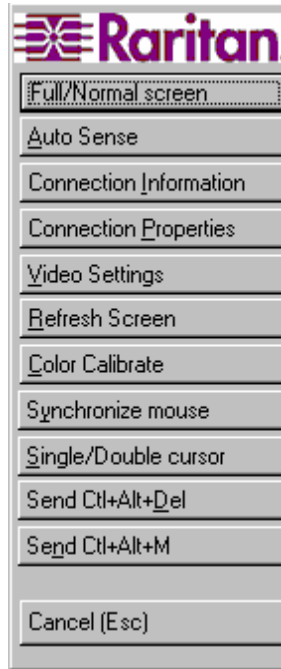 Raritan
Full/Normal screen
Auto Sense
Connection Information
Connection Properties
Video Settings
Refresh Screen
Color Calibrate
Synchronize mouse
Single/Double cursor
Send Ctl+Alt+Del
Send Ctl+Alt+M
Cancel (Esc)